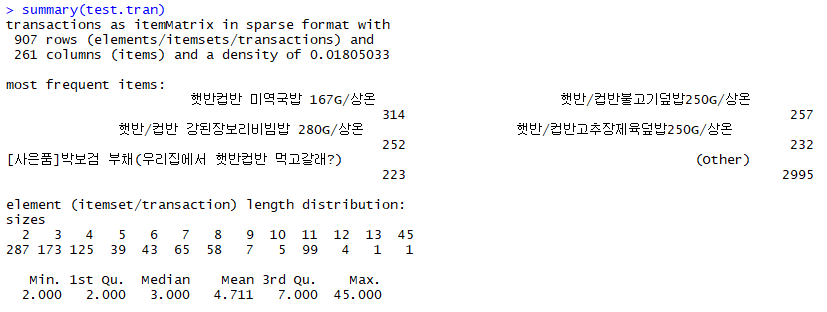 > summary(test.tran)
transactions as itemMatrix in sparse format with
907 rows (elements/itemsets/transactions) and
261 columns (items) and a density of 0.01805033
most frequent items:
햇반컵반 미역국밥 167G/상온 햇반/컵반불고기덮밥250G/상온
314 257
햇반/컵반 강된장보리비빔밥 280G/상온 햇반/컵반고추장제육덮밥250G/상온
252 232
[사은품]박보검 부채(우리집에서 햇반컵반 먹고갈래?) (Other)
223 2995
element (itemset/transaction) length distribution:
sizes
2 3 4 5 6 7 8 9 10 11 12 13 45
287 173 125 39 43 65 58 7 5 99 4 1 1
Min. 1st Qu. Median Mean 3rd Qu. Max.
2.000 2.000 3.000 4.711 7.000 45.000